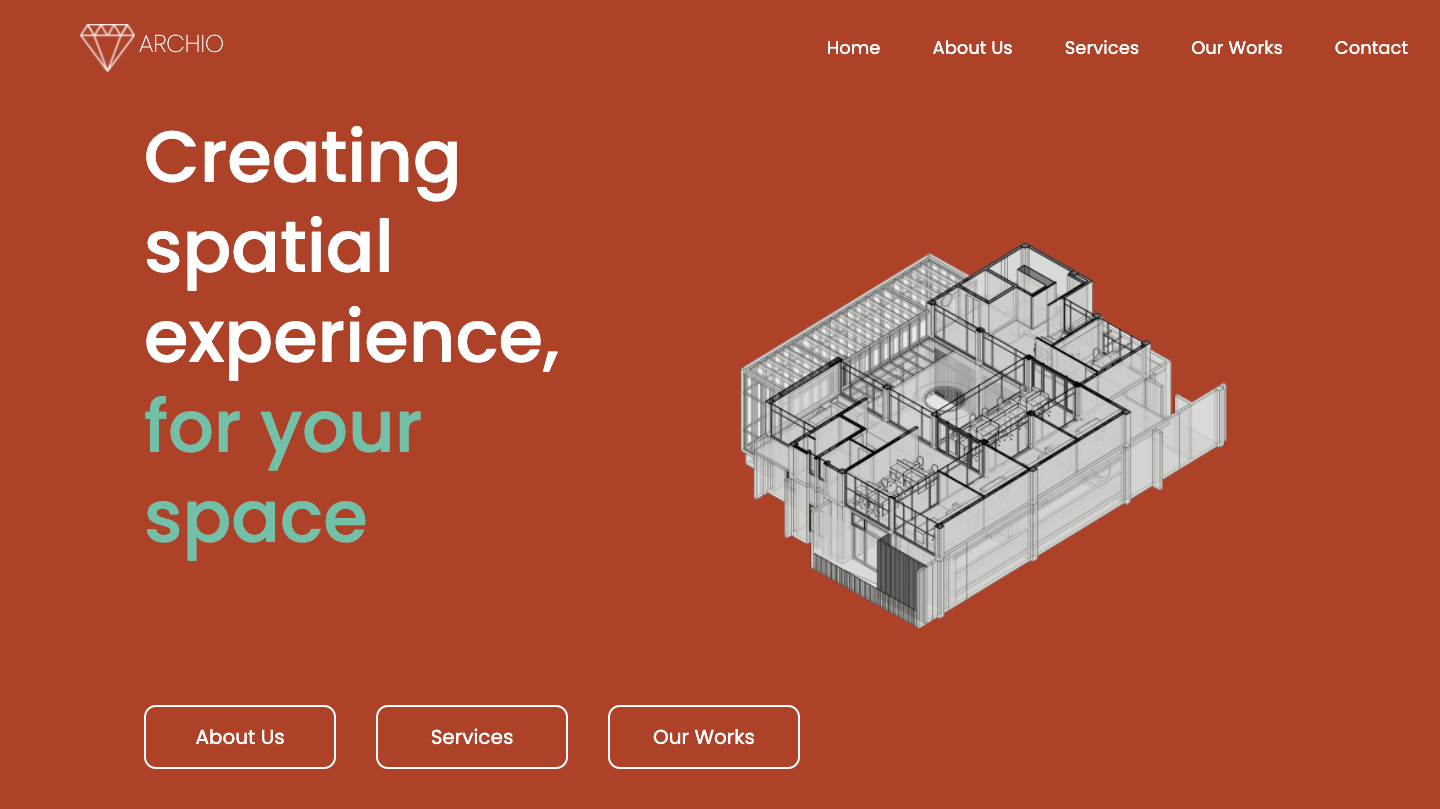 ARCHIO
Home About Us Services Our Works Contact
Creating
spatial
experience,
for your
space
About Us Services Our Works